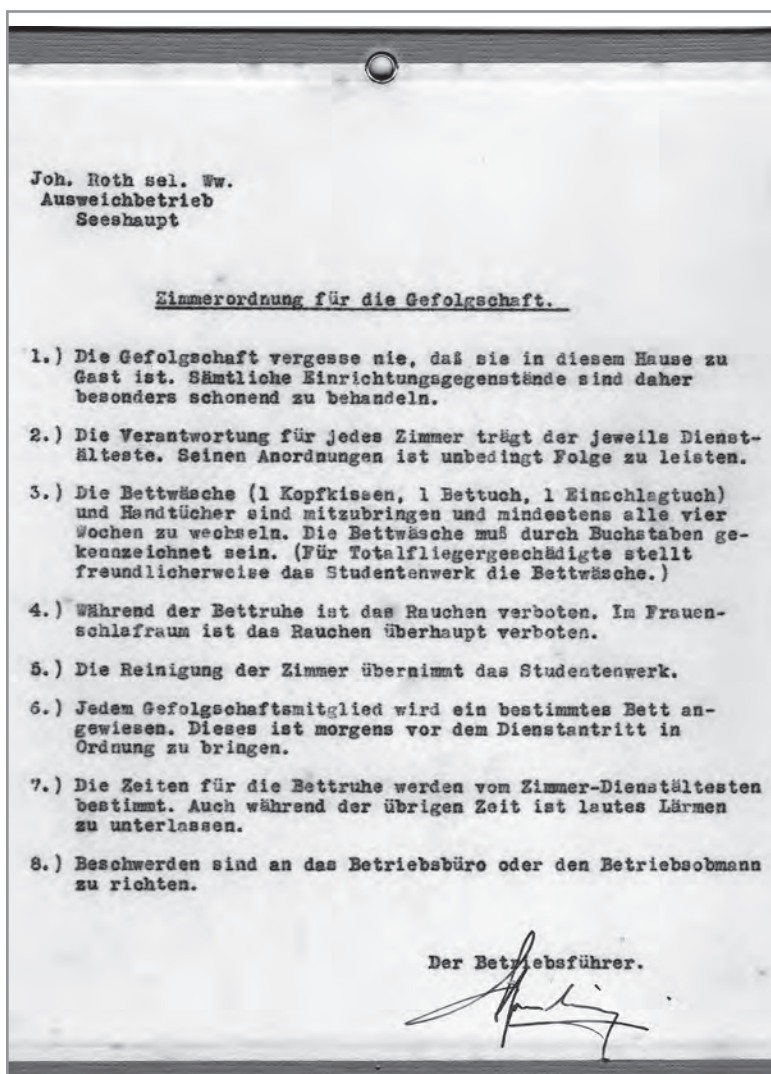 Joh. Roth sel. Ww.
Ausweichbetrieb
Seeshaupt
Zimmerordnung für die Gefolgschaft.
1.) Die Gefolgschaft vergesse nie, daß sie in diesem Hause zu
Gast ist. Sämtliche Einrichtungsgegenstände sind daher
besonders schonend zu behandeln.
2.) Die Verantwortung für jedes Zimmer trägt der jeweils Dienst-
älteste. Seinen Anordnungen ist unbedingt Folge zu leisten.
3.) Die Bettwäsche (1 Kopfkissen, 1 Bettuch, 1 Einschlagtuch)
und Handtücher sind mitzubringen und mindestens alle vier
Wochen zu wechseln. Die Bettwäsche muß durch Buchstaben ge-
kennzeichnet sein. (Für Totalfliegergeschädigte stellt
freundlicherweise das Studentenwerk die Bettwäsche.)
4.) Während der Bettruhe ist das Rauchen verboten. Im Frauen-
schlafraum ist das Rauchen überhaupt verboten.
5.) Die Reinigung der Zimmer übernimmt das Studentenwerk.
6.) Jedem Gefolgschaftsmitglied wird ein bestimmtes Bett an-
gewiesen. Dieses ist morgens vor dem Dienstantritt in
Ordnung zu bringen.
7.) Die Zeiten für die Bettruhe werden vom Zimmer-Dienstältesten
bestimmt. Auch während der übrigen Zeit ist lautes Lärmen
zu unterlassen.
8.) Beschwerden sind an das Betriebsbüro oder den Betriebsobmann
zu richten.
Der Betriebsführer.